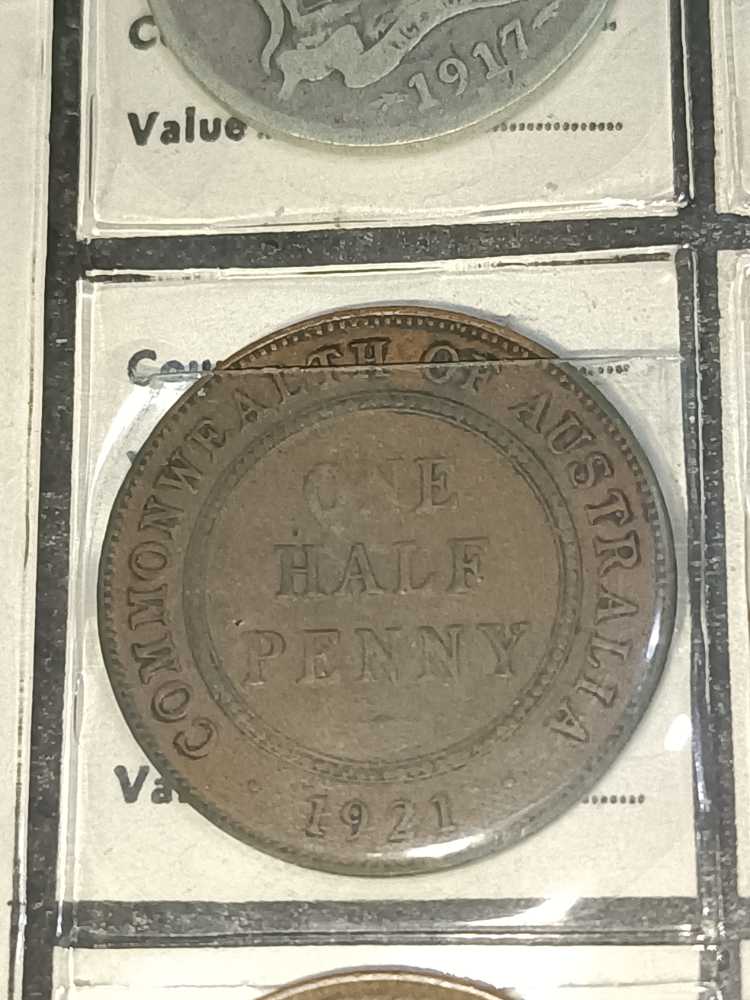 1917
Value
COMMONWEALTH OF AUSTRALIA
ONE
HALF
PENNY
1921